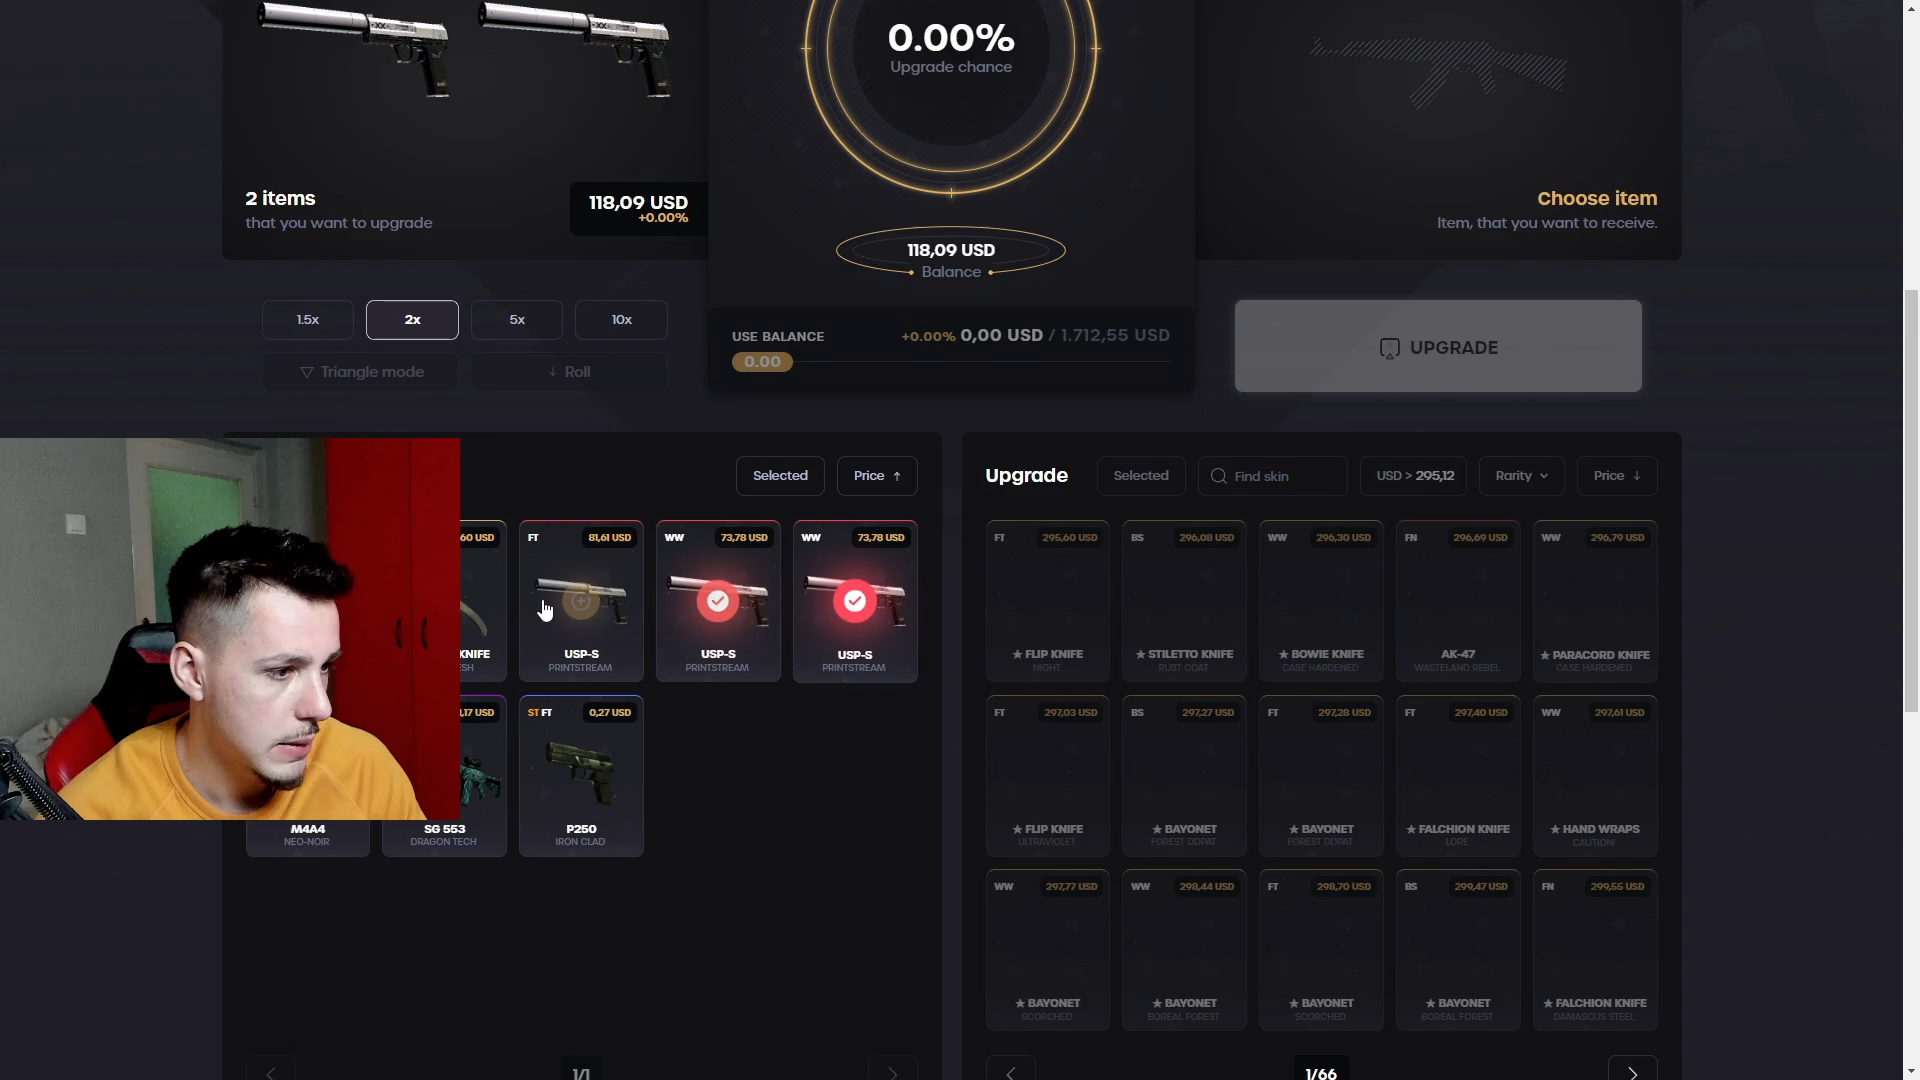 0.00%
Upgrade chance
2 items
that you want to upgrade
118,09 USD
+0.00%
118,09 USD
Balance
Choose item
Item, that you want to receive.
1.5x
2x
5x
10x
Triangle mode
Roll
USE BALANCE
+0.00% 0,00 USD / 1.712,55 USD
0.00
UPGRADE
Selected
Price
60 USD
KNIFE
SH
FT
81,61 USD
USP-S
PRINTSTREAM
WW
73,78 USD
USP-S
PRINTSTREAM
WW
73,78 USD
USP-S
PRINTSTREAM
M4A4
NEO-NOIR
,17 USD
SG 553
DRAGON TECH
ST FT
0,27 USD
P250
IRON CLAD
1/1
Upgrade
Selected
Find skin
USD > 295,12
Rarity
Price
FT
295,60 USD
★ FLIP KNIFE
NIGHT
BS
296,08 USD
★ STILETTO KNIFE
RUST COAT
WW
296,30 USD
★ BOWIE KNIFE
CASE HARDENED
FN
296,69 USD
AK-47
WASTELAND REBEL
WW
296,79 USD
★ PARACORD KNIFE
CASE HARDENED
FT
297,03 USD
★ FLIP KNIFE
ULTRAVIOLET
BS
297,27 USD
★ BAYONET
FOREST DDPAT
FT
297,28 USD
★ BAYONET
FOREST DDPAT
FT
297,40 USD
★ FALCHION KNIFE
LORE
WW
297,61 USD
★ HAND WRAPS
CAUTION!
WW
297,77 USD
★ BAYONET
SCORCHED
WW
298,44 USD
★ BAYONET
BOREAL FOREST
FT
298,70 USD
★ BAYONET
SCORCHED
BS
299,47 USD
★ BAYONET
BOREAL FOREST
FN
299,55 USD
★ FALCHION KNIFE
DAMASCUS STEEL
1/66